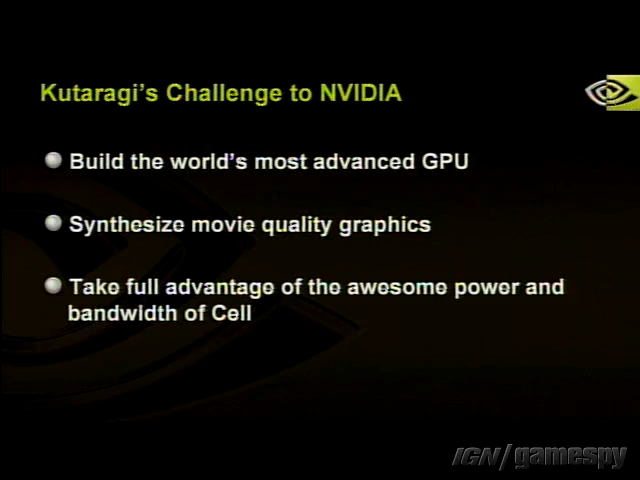 Kutaragi's Challenge to NVIDIA
Build the world's most advanced GPU
Synthesize movie quality graphics
Take full advantage of the awesome power and
bandwidth of Cell
IGN/gamespy